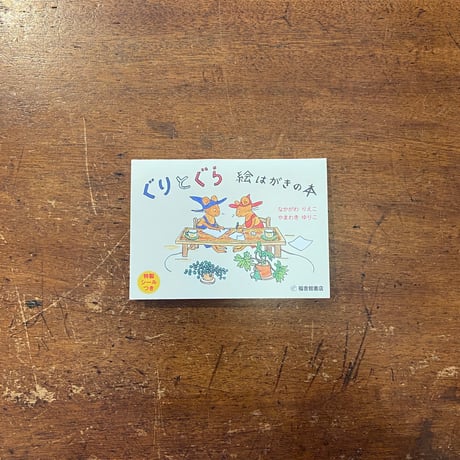 ぐりとぐら 絵はがきの本
なかがわ りえこ
やまわき ゆりこ
特製
シール
つき
福音館書店